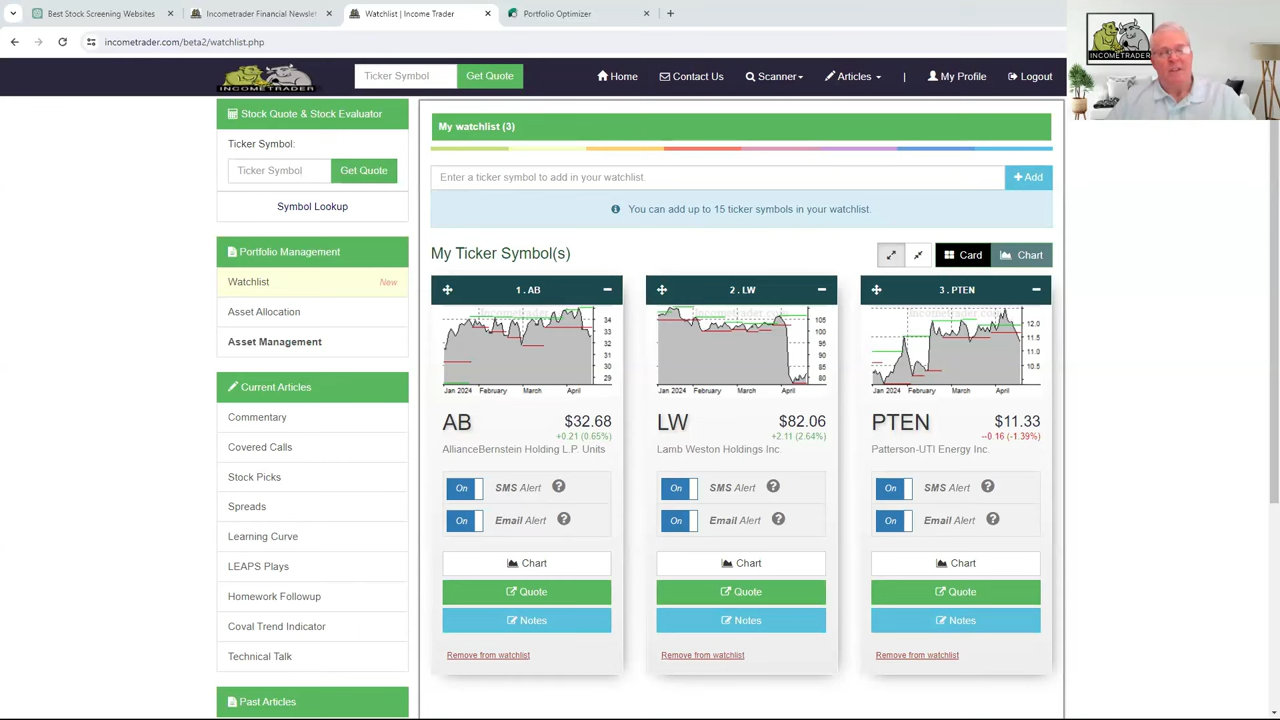 Best Stock Screening Websites
Incometrader Financial Newslet
Watchlist | Income Trader
Portfolio Optimizer
incometrader.com/beta2/watchlist.php
INCOMETRADER
Ticker Symbol
Get Quote
Home
Contact Us
Scanner
Articles
|
My Profile
Logout
INCOMETRADER
Stock Quote & Stock Evaluator
Ticker Symbol:
Ticker Symbol
Get Quote
Symbol Lookup
Portfolio Management
Watchlist New
Asset Allocation
Asset Management
Current Articles
Commentary
Covered Calls
Stock Picks
Spreads
Learning Curve
LEAPS Plays
Homework Followup
Coval Trend Indicator
Technical Talk
Past Articles
My watchlist (3)
Enter a ticker symbol to add in your watchlist.
+ Add
You can add up to 15 ticker symbols in your watchlist.
My Ticker Symbol(s)
Card
Chart
1 . AB
incometrader.com
34
33
32
31
30
29
Jan 2024 February March April
AB $32.68
+0.21 (0.65%)
AllianceBernstein Holding L.P. Units
On SMS Alert
On Email Alert
Chart
Quote
Notes
Remove from watchlist
2 . LW
incometrader.com
105
100
95
90
85
80
Jan 2024 February March April
LW $82.06
+2.11 (2.64%)
Lamb Weston Holdings Inc.
On SMS Alert
On Email Alert
Chart
Quote
Notes
Remove from watchlist
3 . PTEN
incometrader.com
12.0
11.5
11.0
10.5
Jan 2024 February March April
PTEN $11.33
--0.16 (-1.39%)
Patterson-UTI Energy Inc.
On SMS Alert
On Email Alert
Chart
Quote
Notes
Remove from watchlist